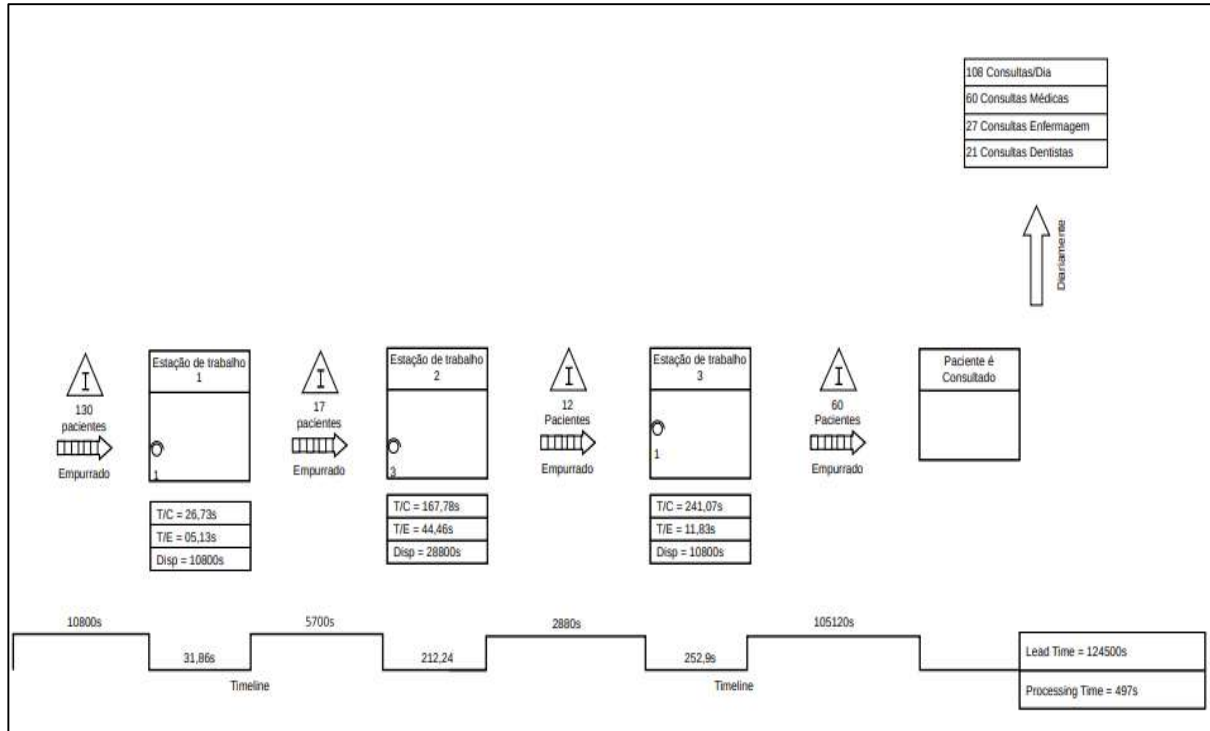 108 Consultas/Dia
60 Consultas Médicas
27 Consultas Enfermagem
21 Consultas Dentistas
Diariamente
I
130
pacientes
Empurrado
Estação de trabalho
1
1
T/C = 26,73s
T/E = 05,13s
Disp = 10800s
I
17
pacientes
Empurrado
Estação de trabalho
2
3
T/C = 167,78s
T/E = 44,46s
Disp = 28800s
I
12
Pacientes
Empurrado
Estação de trabalho
3
1
T/C = 241,07s
T/E = 11,83s
Disp = 10800s
I
60
Pacientes
Empurrado
Paciente é
Consultado
10800s
31,86s
5700s
212,24
2880s
252,9s
105120s
Timeline
Timeline
Lead Time = 124500s
Processing Time = 497s